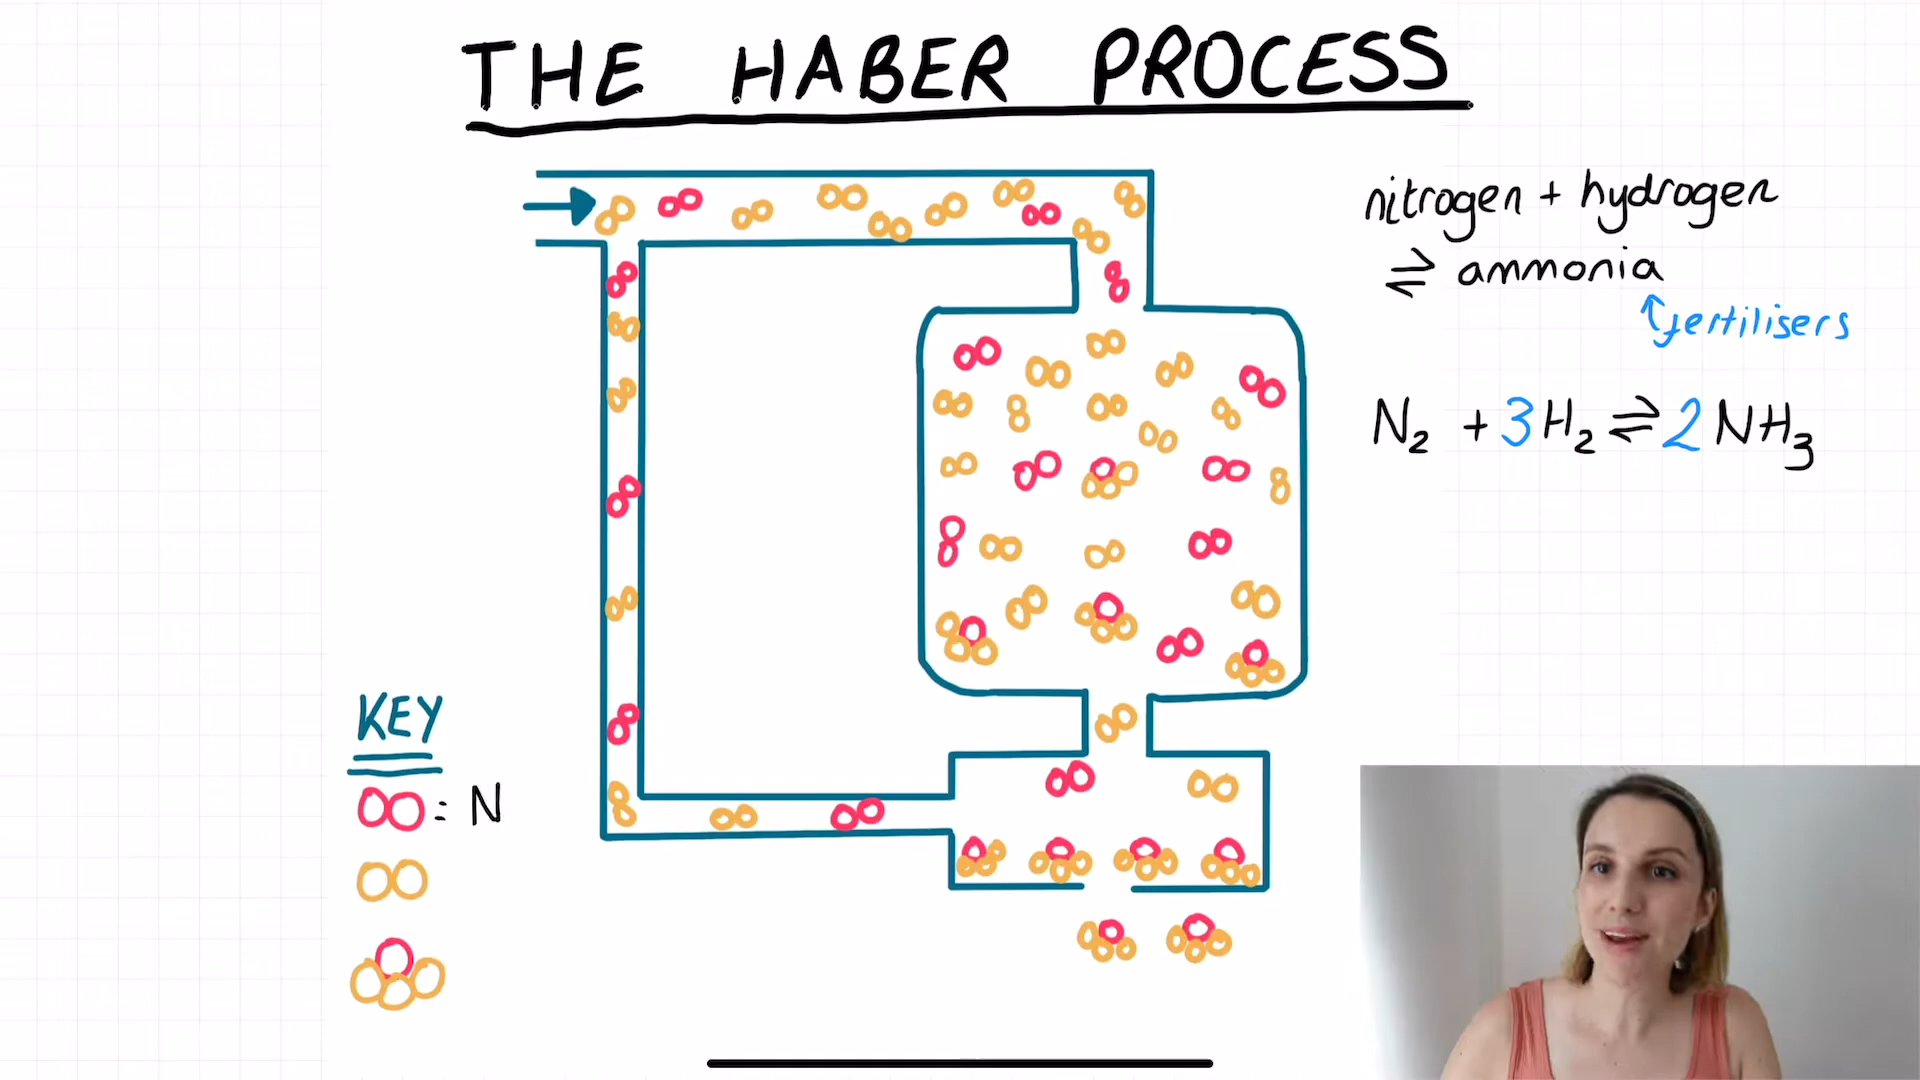 THE HABER PROCESS
nitrogen + hydrogen
⇌ ammonia
fertilisers
N₂ + 3H₂ ⇌ 2NH₃
KEY
= N